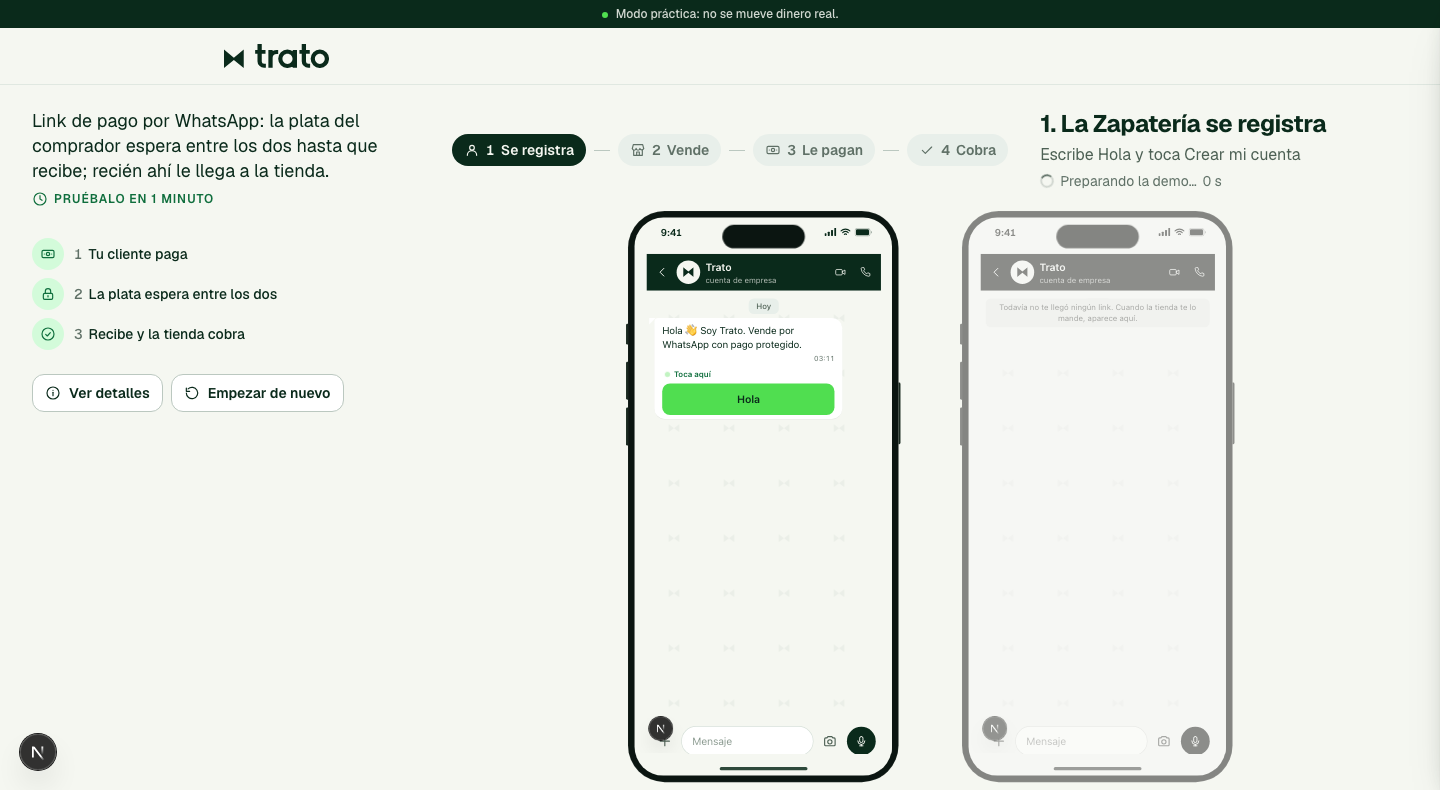 Modo práctica: no se mueve dinero real.
trato
Link de pago por WhatsApp: la plata del
comprador espera entre los dos hasta que
recibe; recién ahí le llega a la tienda.
PRUÉBALO EN 1 MINUTO
1 Tu cliente paga
2 La plata espera entre los dos
3 Recibe y la tienda cobra
Ver detalles
Empezar de nuevo
1 Se registra
2 Vende
3 Le pagan
4 Cobra
1. La Zapatería se registra
Escribe Hola y toca Crear mi cuenta
Preparando la demo... 0 s
9:41
Trato
cuenta de empresa
Hoy
Hola 👋 Soy Trato. Vende por
WhatsApp con pago protegido.
03:11
Toca aquí
Hola
N
Mensaje
9:41
Trato
cuenta de empresa
Todavía no te llegó ningún link. Cuando la tienda te lo
mande, aparece aquí.
N
Mensaje
N